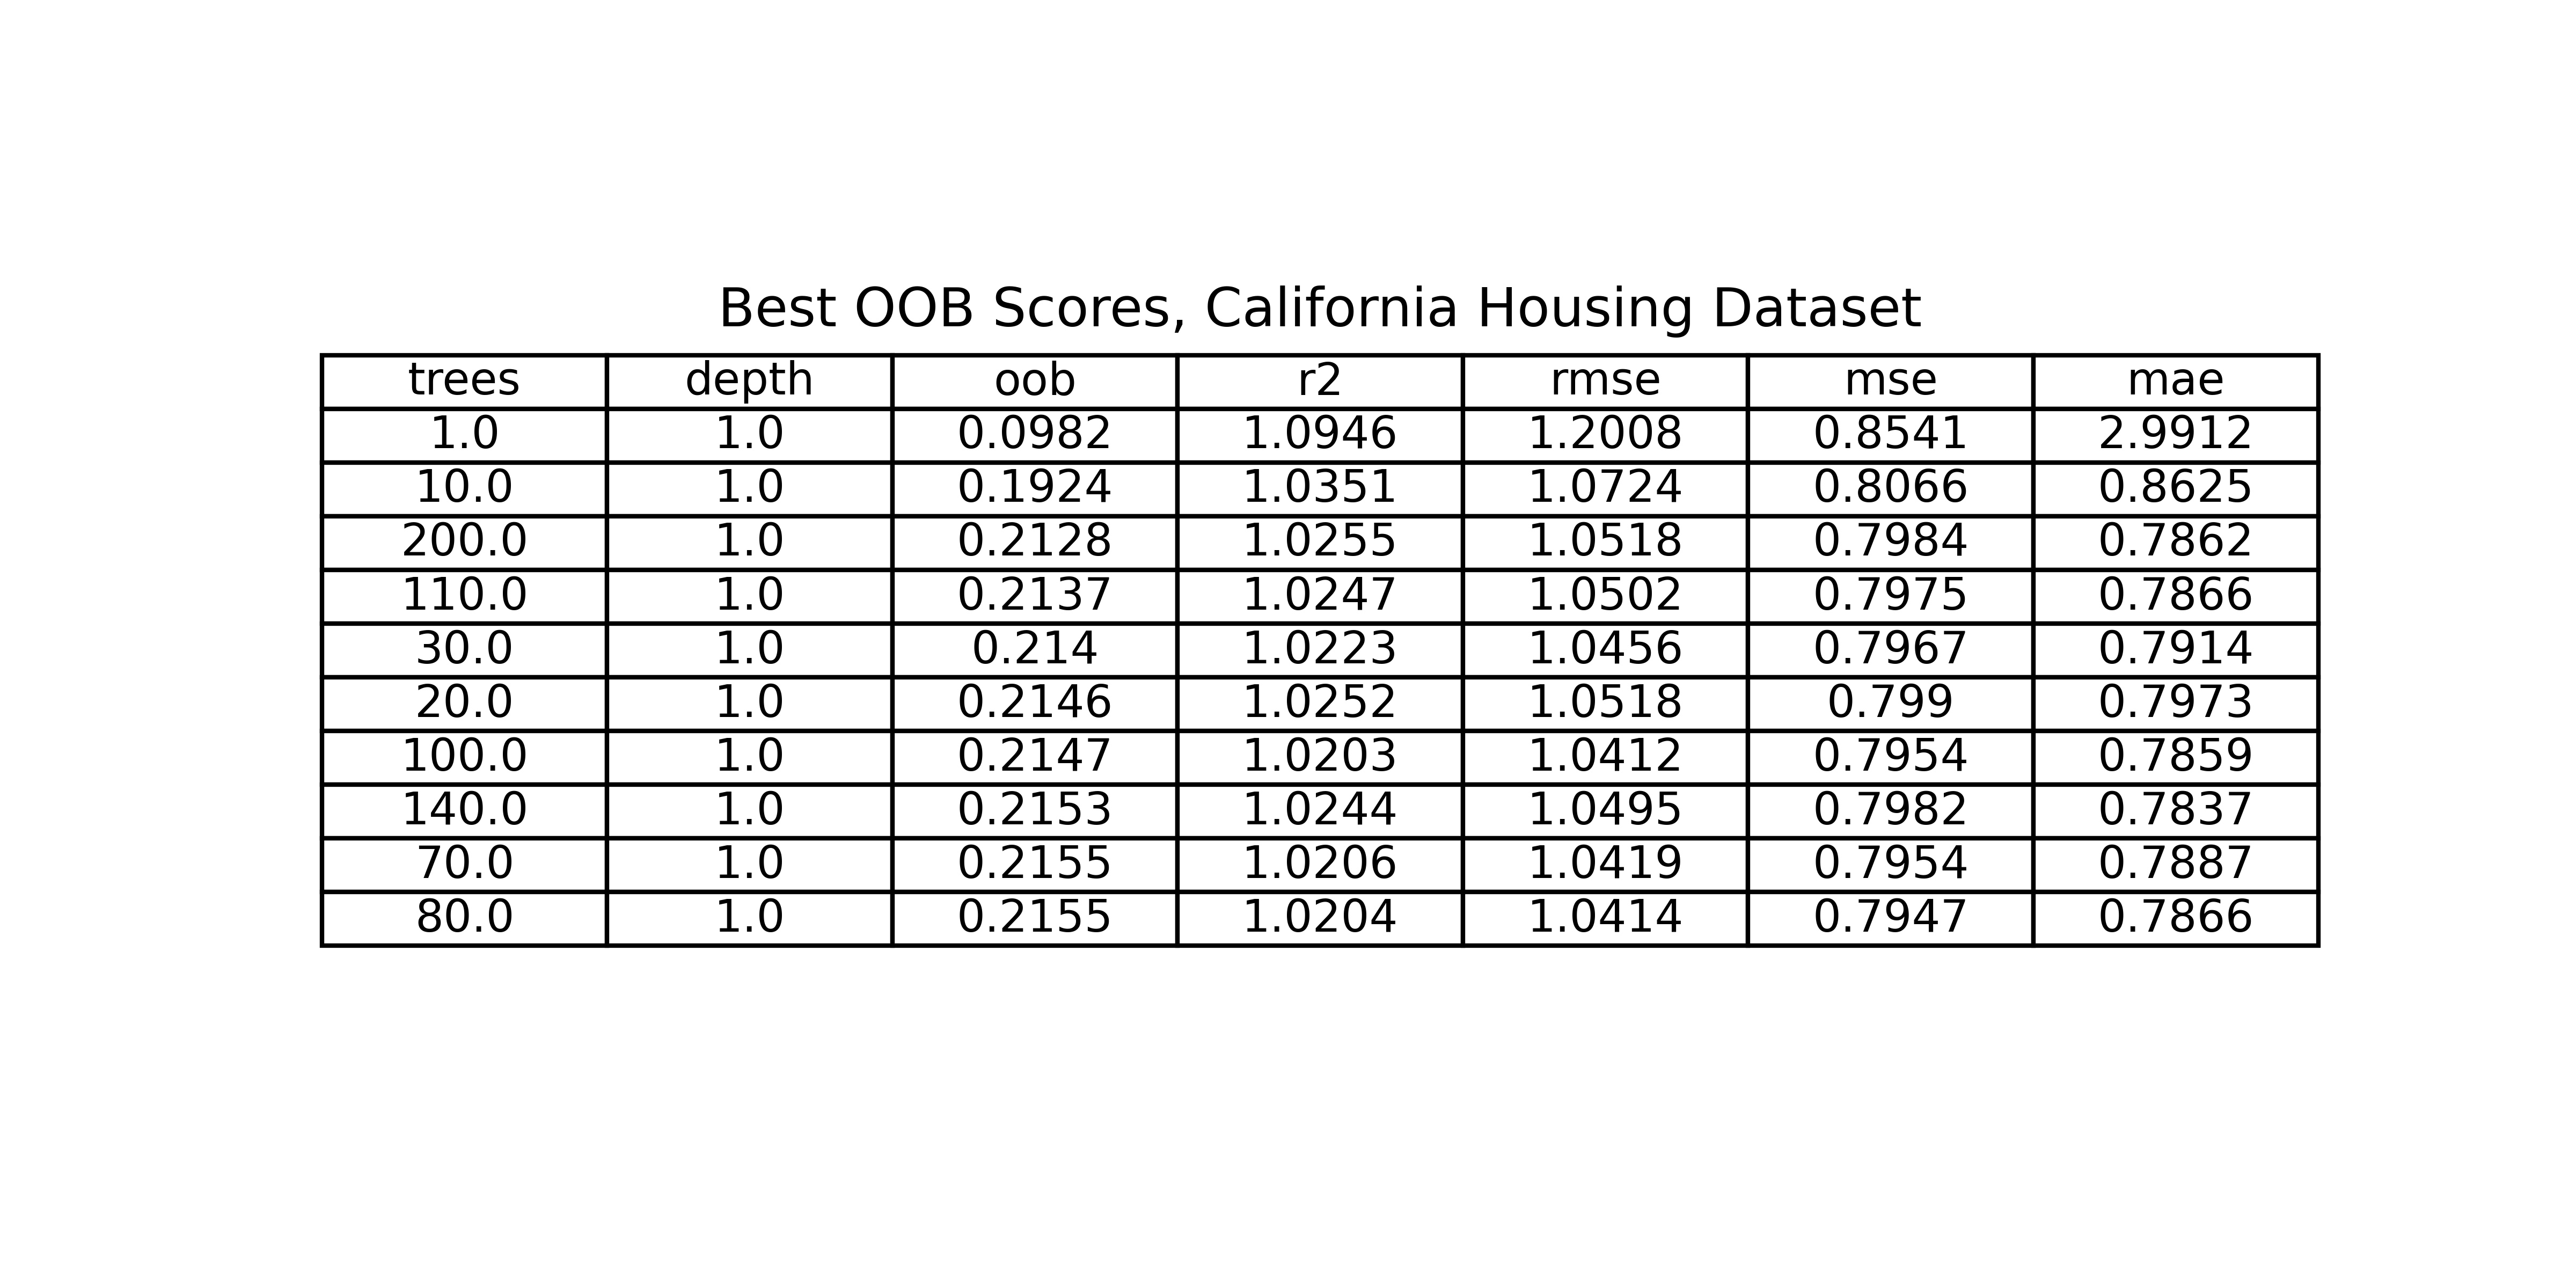 Best OOB Scores, California Housing Dataset
trees depth oob r2 rmse mse mae
1.0 1.0 0.0982 1.0946 1.2008 0.8541 2.9912
10.0 1.0 0.1924 1.0351 1.0724 0.8066 0.8625
200.0 1.0 0.2128 1.0255 1.0518 0.7984 0.7862
110.0 1.0 0.2137 1.0247 1.0502 0.7975 0.7866
30.0 1.0 0.214 1.0223 1.0456 0.7967 0.7914
20.0 1.0 0.2146 1.0252 1.0518 0.799 0.7973
100.0 1.0 0.2147 1.0203 1.0412 0.7954 0.7859
140.0 1.0 0.2153 1.0244 1.0495 0.7982 0.7837
70.0 1.0 0.2155 1.0206 1.0419 0.7954 0.7887
80.0 1.0 0.2155 1.0204 1.0414 0.7947 0.7866